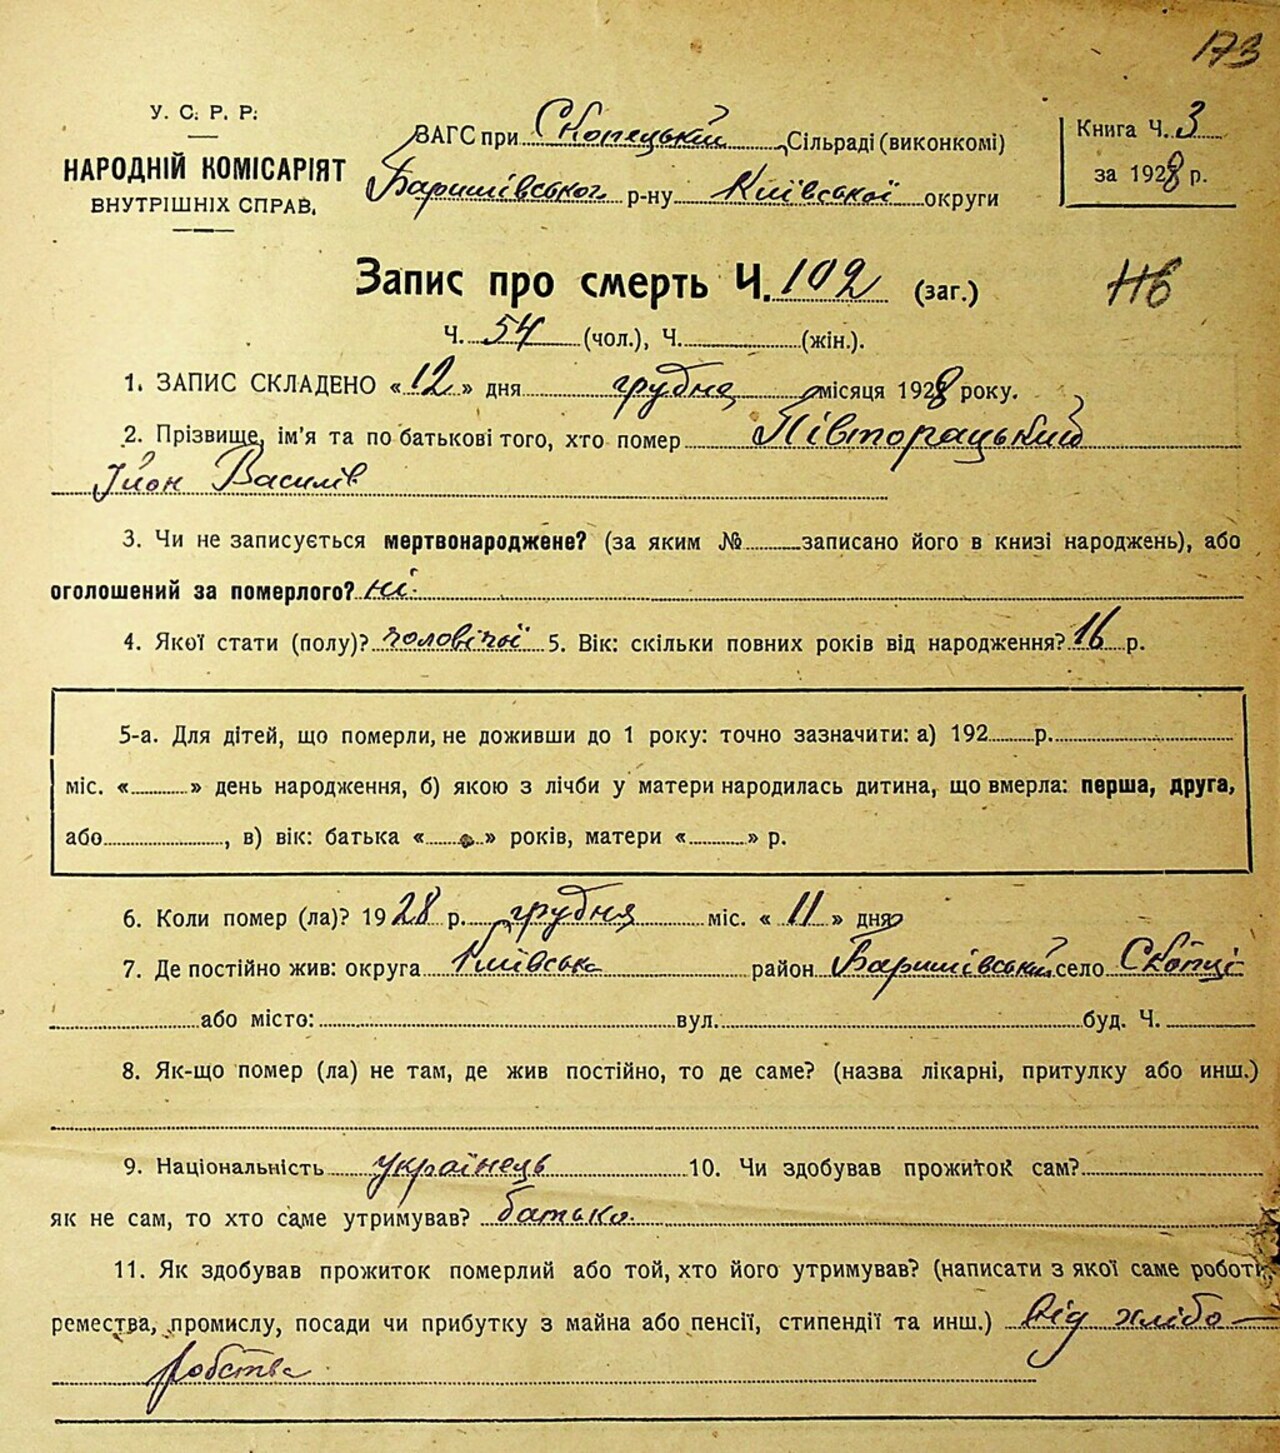 173
У. С. Р. Р.
НАРОДНІЙ КОМІСАРІЯТ
ВНУТРІШНІХ СПРАВ.
ЗАГС при Скопецькій Сільраді (виконкомі)
Баришівського р-ну Київської округи
Книга Ч. 3
за 1928 р.
Запис про смерть Ч. 102 (заг.)
116
Ч. 54 (чол.), Ч. (жін.).
1. ЗАПИС СКЛАДЕНО «12» дня грудня місяця 1928 року.
2. Прізвище, ім'я та по батькові того, хто помер Півторацький
Йон Василів
3. Чи не записується мертвонароджене? (за яким № записано його в книзі народжень), або
оголошений за померлого? ні.
4. Якої стати (полу)? чоловічої 5. Вік: скільки повних років від народження? 16 р.
5-а. Для дітей, що померли, не доживши до 1 року: точно зазначити: а) 192 р.
міс. « » день народження, б) якою з лічби у матери народилась дитина, що вмерла: перша, друга,
або , в) вік: батька « » років, матери « » р.
6. Коли помер (ла)? 1928 р. грудня міс. « 11 » дня
7. Де постійно жив: округа Київська район Баришівський село Скопці
або місто: вул. буд. Ч.
8. Як-що помер (ла) не там, де жив постійно, то де саме? (назва лікарні, притулку або инш.)
9. Національність українець 10. Чи здобував прожиток сам?
як не сам, то хто саме утримував? батько.
11. Як здобував прожиток померлий або той, хто його утримував? (написати з якої саме роботи,
ремества, промислу, посади чи прибутку з майна або пенсії, стипендії та инш.) від хлібо-
робства